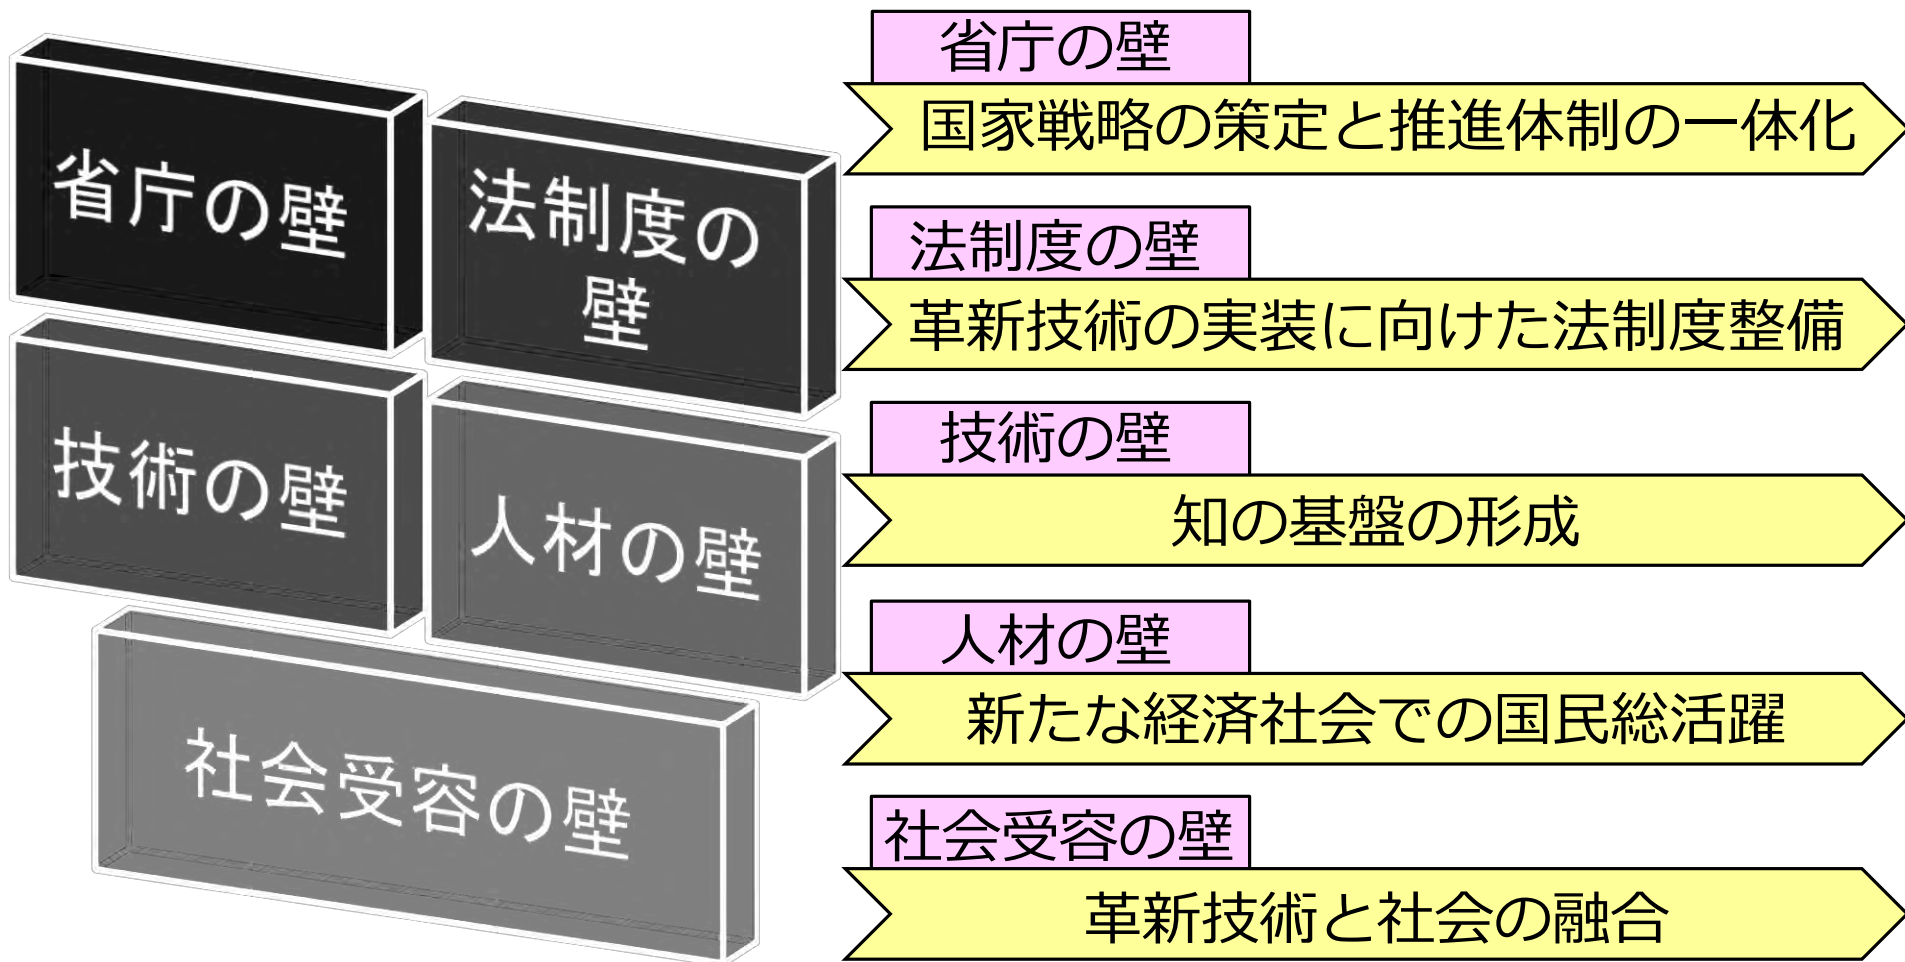 省庁の壁
法制度の
壁
技術の壁
人材の壁
社会受容の壁
省庁の壁
国家戦略の策定と推進体制の一体化
法制度の壁
革新技術の実装に向けた法制度整備
技術の壁
知の基盤の形成
人材の壁
新たな経済社会での国民総活躍
社会受容の壁
革新技術と社会の融合